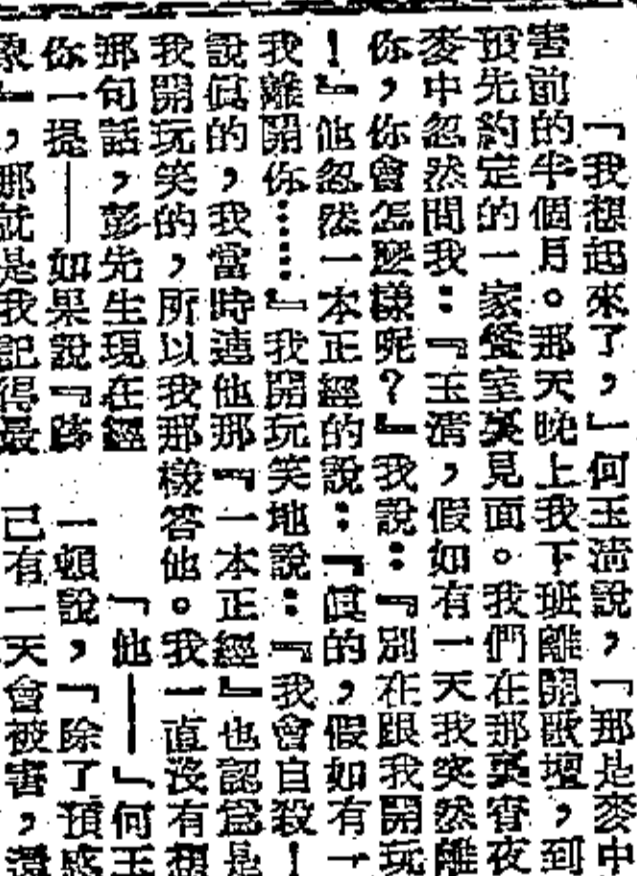 「我想起來了，」何玉清說，「那是麥中
害前的半個月。那天晚上我下班離開歌壇，到
預先約定的一家餐室裏見面。我們在那裏宵夜
麥中忽然問我：『玉清，假如有一天我突然離
你，你會怎麼樣呢？』我說：『別在跟我開玩
！』他忽然一本正經的說：『真的，假如有一
我離開你……』我開玩笑地說：『我會自殺！
說真的，我當時連他那『一本正經』也認為是
我開玩笑的，所以我那樣答他。我一直沒有想
那句話，彭先生現在經
你一提——如果說『跡
象』，那就是我記得最
「他——」何玉
一頓說，「除了預感
己有一天會被害，還